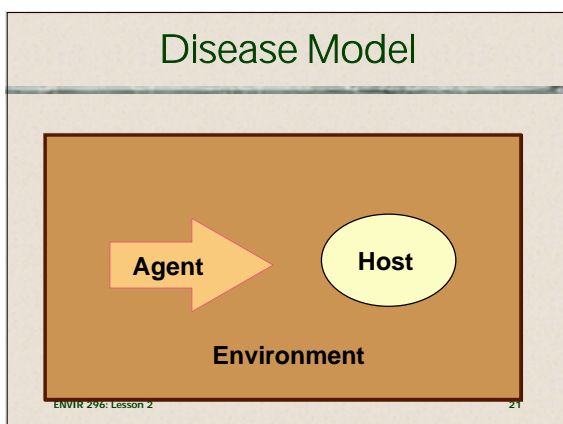 Disease Model
Agent
Host
Environment
ENVIR 296: Lesson 2
21